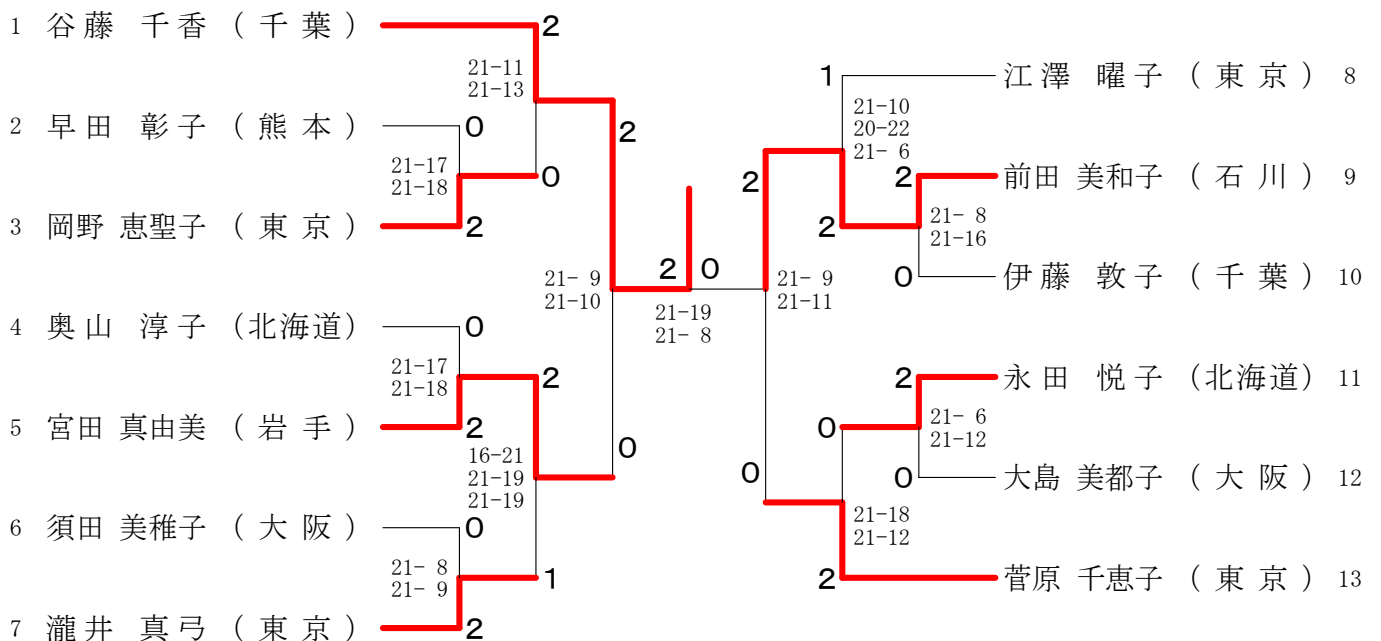 1 谷藤 千香 ( 千 葉 ) 2
21-11
21-13
2 早田 彰子 ( 熊 本 ) 0
21-17
21-18
0
3 岡野 恵聖子 ( 東 京 ) 2
2
21- 9
21-10
4 奥山 淳子 (北海道) 0
21-17
21-18
2
5 宮田 真由美 ( 岩 手 ) 2
16-21
21-19
21-19
0
6 須田 美稚子 ( 大 阪 ) 0
21- 8
21- 9
1
7 瀧井 真弓 ( 東 京 ) 2
2 0
21-19
21- 8
1 江澤 曜子 ( 東 京 ) 8
21-10
20-22
21- 6
2 前田 美和子 ( 石 川 ) 9
2
2
21- 8
21-16
0 伊藤 敦子 ( 千 葉 ) 10
21- 9
21-11
2 永田 悦子 (北海道) 11
0
21- 6
21-12
0 大島 美都子 ( 大 阪 ) 12
0
21-18
21-12
2 菅原 千恵子 ( 東 京 ) 13